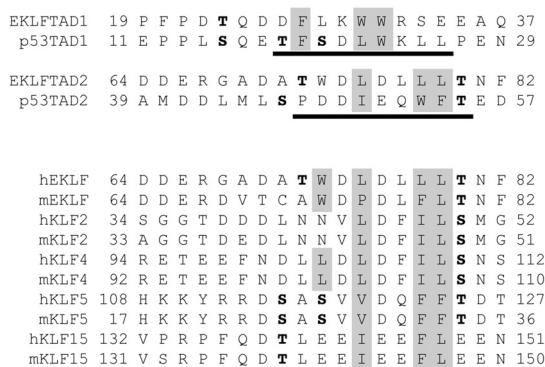 EKLFTAD1 19 P F P D T Q D D F L K W W R S E E A Q 37
p53TAD1 11 E P P L S Q E T F S D L W K L L P E N 29
EKLFTAD2 64 D D E R G A D A T W D L D L L L T N F 82
p53TAD2 39 A M D D L M L S P D D I E Q W F T E D 57
hEKLF 64 D D E R G A D A T W D L D L L L T N F 82
mEKLF 64 D D E R D V T C A W D P D L F L T N F 82
hKLF2 34 S G G T D D D L N N V L D F I L S M G 52
mKLF2 33 A G G T D E D L N N V L D F I L S M G 51
hKLF4 94 R E T E E F N D L L D L D F I L S N S 112
mKLF4 92 R E T E E F N D L L D L D F I L S N S 110
hKLF5 108 H K K Y R R D S A S V V D Q F F T D T 127
mKLF5 17 H K K Y R R D S A S V V D Q F F T D T 36
hKLF15 132 V P R P F Q D T L E E I E E F L E E N 151
mKLF15 131 V S R P F Q D T L E E I E E F L E E N 150